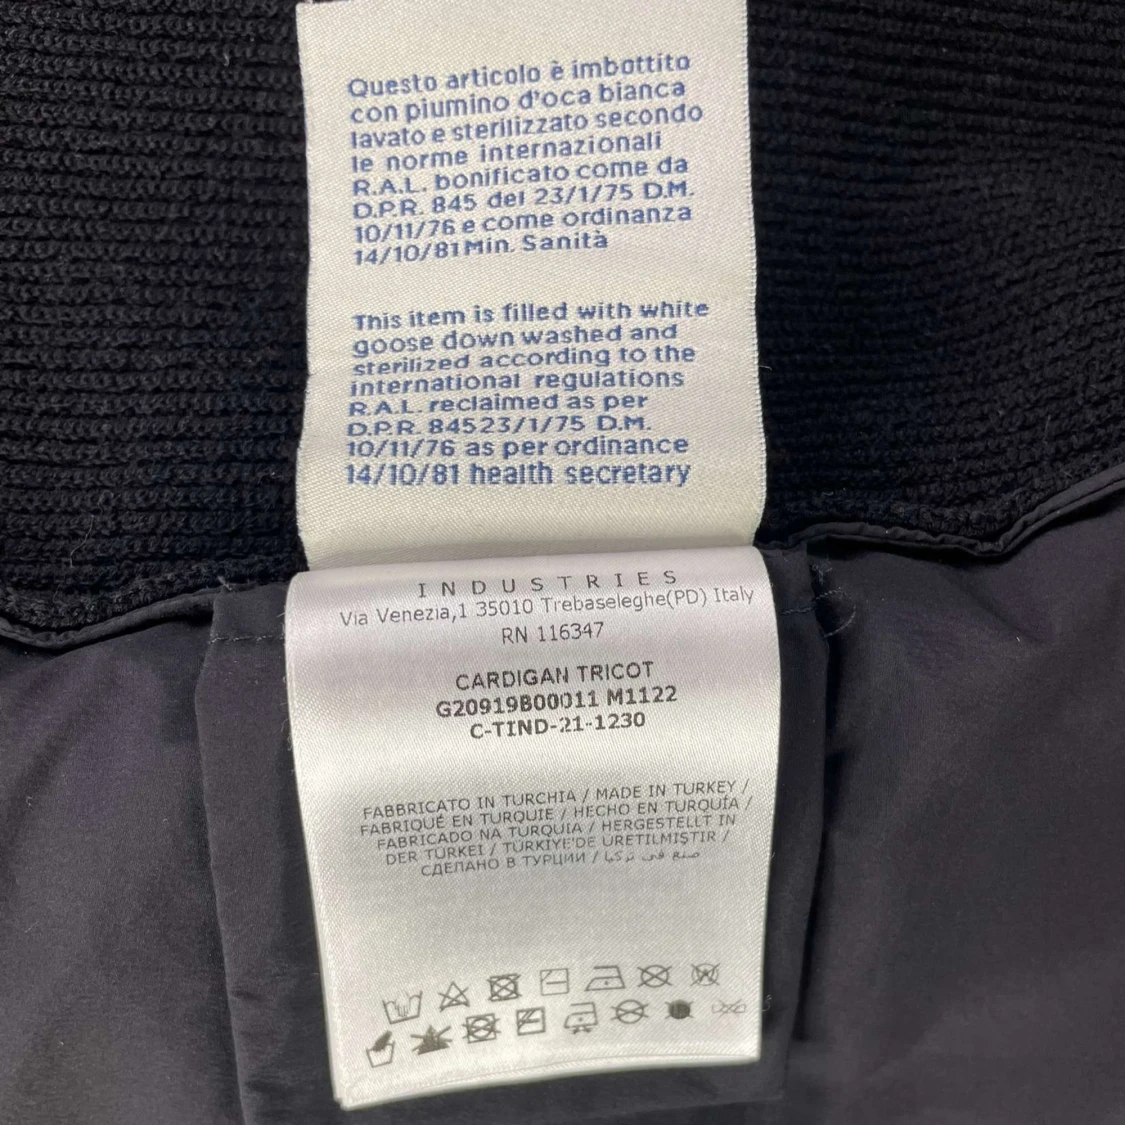 Questo articolo è imbottito
con piumino d'oca bianca
lavato e sterilizzato secondo
le norme internazionali
R.A.L. bonificato come da
D.P.R. 845 del 23/1/75 D.M.
10/11/76 e come ordinanza
14/10/81 Min. Sanità
This item is filled with white
goose down washed and
sterilized according to the
international regulations
R.A.L. reclaimed as per
D.P.R. 84523/1/75 D.M.
10/11/76 as per ordinance
14/10/81 health secretary
INDUSTRIES
Via Venezia,1 35010 Trebaseleghe(PD) Italy
RN 116347
CARDIGAN TRICOT
G20919B00011 M1122
C-TIND-21-1230
FABBRICATO IN TURCHIA / MADE IN TURKEY /
FABRIQUÉ EN TURQUIE / HECHO EN TURQUÍA /
FABRICADO NA TURQUIA / HERGESTELLT IN
DER TÜRKEI / TÜRKIYE'DE ÜRETILMIŞTIR /
СДЕЛАНО В ТУРЦИИ / صنع في تركيا